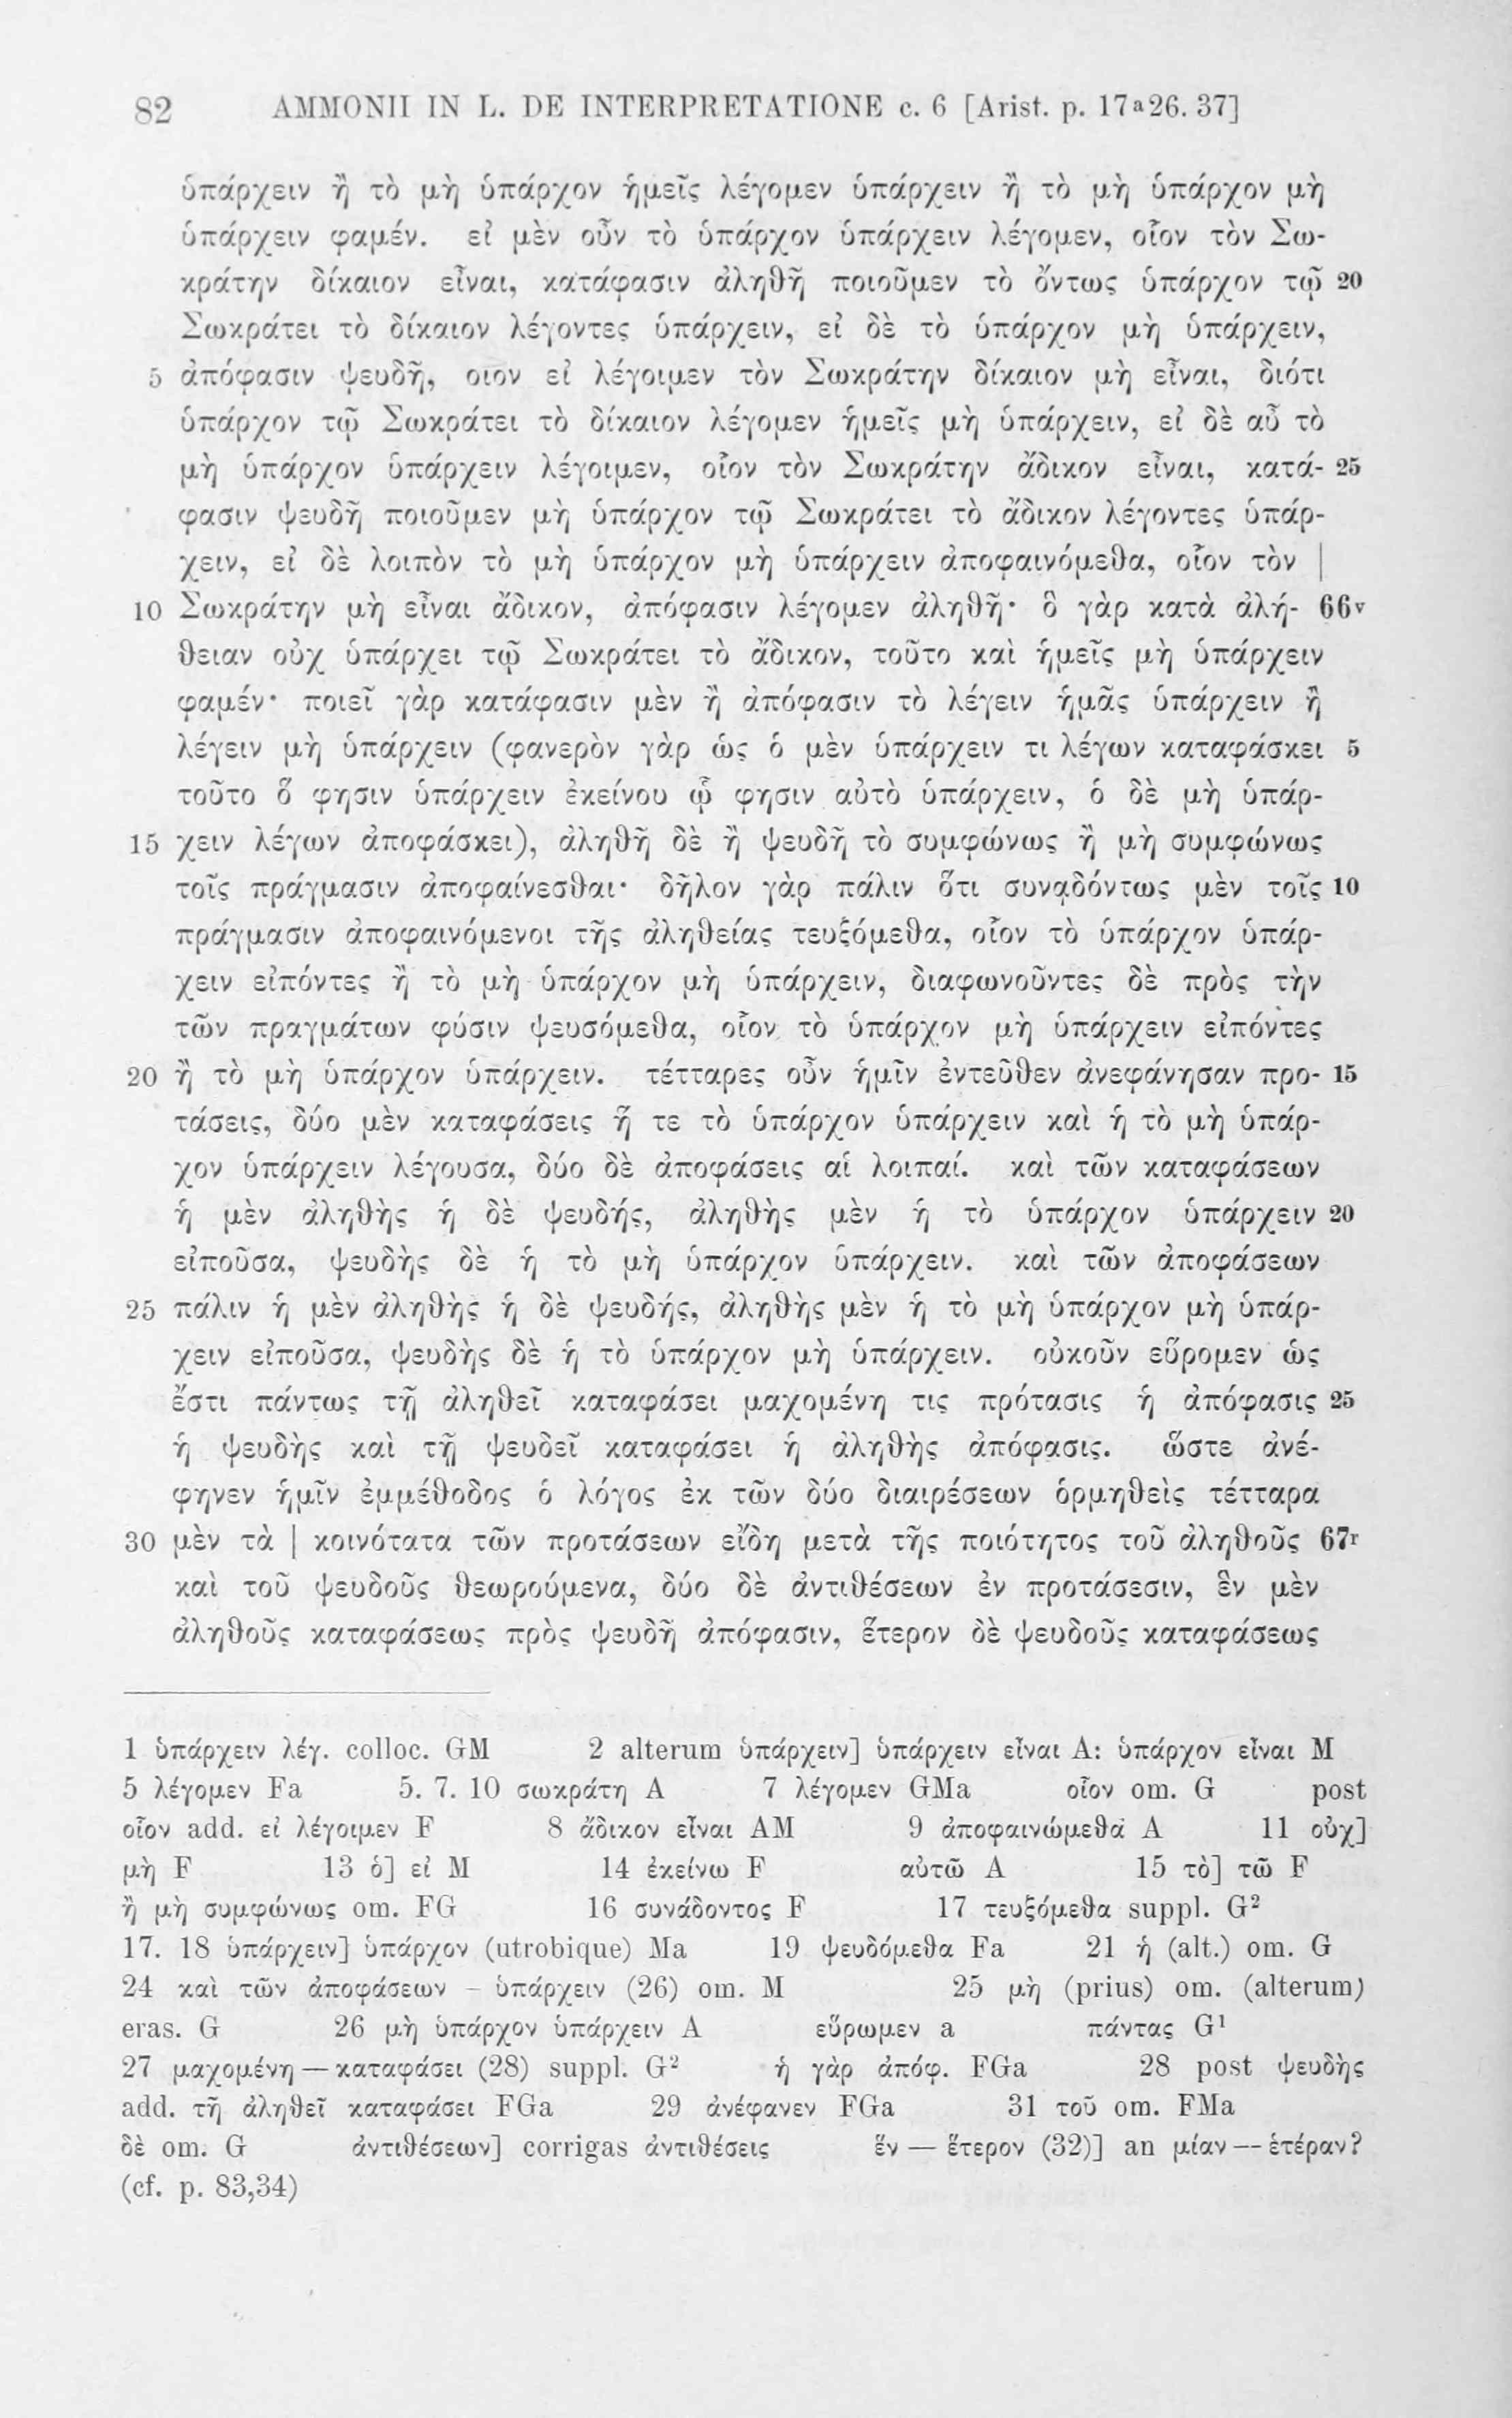 82 AMMONII IN L. DE INTERPRETATIONE c. 6 [Arist. p. 17ª26. 37]
ὑπάρχειν ἢ τὸ μὴ ὑπάρχον ἡμεῖς λέγομεν ὑπάρχειν ἢ τὸ μὴ ὑπάρχον μὴ
ὑπάρχειν φαμέν. εἰ μὲν οὖν τὸ ὑπάρχον ὑπάρχειν λέγομεν, οἷον τὸν Σω-
κράτην δίκαιον εἶναι, κατάφασιν ἀληθῆ ποιοῦμεν τὸ ὄντως ὑπάρχον τῷ 20
Σωκράτει τὸ δίκαιον λέγοντες ὑπάρχειν, εἰ δὲ τὸ ὑπάρχον μὴ ὑπάρχειν,
5 ἀπόφασιν ψευδῆ, οἷον εἰ λέγοιμεν τὸν Σωκράτην δίκαιον μὴ εἶναι, διότι
ὑπάρχον τῷ Σωκράτει τὸ δίκαιον λέγομεν ἡμεῖς μὴ ὑπάρχειν, εἰ δὲ αὖ τὸ
μὴ ὑπάρχον ὑπάρχειν λέγοιμεν, οἷον τὸν Σωκράτην ἄδικον εἶναι, κατά- 25
φασιν ψευδῆ ποιοῦμεν μὴ ὑπάρχον τῷ Σωκράτει τὸ ἄδικον λέγοντες ὑπάρ-
χειν, εἰ δὲ λοιπὸν τὸ μὴ ὑπάρχον μὴ ὑπάρχειν ἀποφαινόμεθα, οἷον τὸν |
10 Σωκράτην μὴ εἶναι ἄδικον, ἀπόφασιν λέγομεν ἀληθῆ· ὃ γὰρ κατὰ ἀλή- 66v
θειαν οὐχ ὑπάρχει τῷ Σωκράτει τὸ ἄδικον, τοῦτο καὶ ἡμεῖς μὴ ὑπάρχειν
φαμέν· ποιεῖ γὰρ κατάφασιν μὲν ἢ ἀπόφασιν τὸ λέγειν ἡμᾶς ὑπάρχειν ἢ
λέγειν μὴ ὑπάρχειν (φανερὸν γὰρ ὡς ὁ μὲν ὑπάρχειν τι λέγων καταφάσκει 5
τοῦτο ὅ φησιν ὑπάρχειν ἐκείνου ᾧ φησιν αὐτὸ ὑπάρχειν, ὁ δὲ μὴ ὑπάρ-
15 χειν λέγων ἀποφάσκει), ἀληθῆ δὲ ἢ ψευδῆ τὸ συμφώνως ἢ μὴ συμφώνως
τοῖς πράγμασιν ἀποφαίνεσθαι· δῆλον γὰρ πάλιν ὅτι συνᾳδόντως μὲν τοῖς 10
πράγμασιν ἀποφαινόμενοι τῆς ἀληθείας τευξόμεθα, οἷον τὸ ὑπάρχον ὑπάρ-
χειν εἰπόντες ἢ τὸ μὴ ὑπάρχον μὴ ὑπάρχειν, διαφωνοῦντες δὲ πρὸς τὴν
τῶν πραγμάτων φύσιν ψευσόμεθα, οἷον τὸ ὑπάρχον μὴ ὑπάρχειν εἰπόντες
20 ἢ τὸ μὴ ὑπάρχον ὑπάρχειν. τέτταρες οὖν ἡμῖν ἐντεῦθεν ἀνεφάνησαν προ- 15
τάσεις, δύο μὲν καταφάσεις ἥ τε τὸ ὑπάρχον ὑπάρχειν καὶ ἡ τὸ μὴ ὑπάρ-
χον ὑπάρχειν λέγουσα, δύο δὲ ἀποφάσεις αἱ λοιπαί. καὶ τῶν καταφάσεων
ἡ μὲν ἀληθὴς ἡ δὲ ψευδής, ἀληθὴς μὲν ἡ τὸ ὑπάρχον ὑπάρχειν 20
εἰποῦσα, ψευδὴς δὲ ἡ τὸ μὴ ὑπάρχον ὑπάρχειν. καὶ τῶν ἀποφάσεων
25 πάλιν ἡ μὲν ἀληθὴς ἡ δὲ ψευδής, ἀληθὴς μὲν ἡ τὸ μὴ ὑπάρχον μὴ ὑπάρ-
χειν εἰποῦσα, ψευδὴς δὲ ἡ τὸ ὑπάρχον μὴ ὑπάρχειν. οὐκοῦν εὕρομεν ὡς
ἔστι πάντως τῇ ἀληθεῖ καταφάσει μαχομένη τις πρότασις ἡ ἀπόφασις 25
ἡ ψευδὴς καὶ τῇ ψευδεῖ καταφάσει ἡ ἀληθὴς ἀπόφασις. ὥστε ἀνέ-
φηνεν ἡμῖν ἐμμέθοδος ὁ λόγος ἐκ τῶν δύο διαιρέσεων ὁρμηθεὶς τέτταρα
30 μὲν τὰ | κοινότατα τῶν προτάσεων εἴδη μετὰ τῆς ποιότητος τοῦ ἀληθοῦς 67r
καὶ τοῦ ψευδοῦς θεωρούμενα, δύο δὲ ἀντιθέσεων ἐν προτάσεσιν, ἓν μὲν
ἀληθοῦς καταφάσεως πρὸς ψευδῆ ἀπόφασιν, ἕτερον δὲ ψευδοῦς καταφάσεως
1 ὑπάρχειν λέγ. colloc. GM 2 alterum ὑπάρχειν] ὑπάρχειν εἶναι A: ὑπάρχον εἶναι M
5 λέγομεν Fa 5. 7. 10 σωκράτη A 7 λέγομεν GMa οἷον om. G post
οἷον add. εἰ λέγοιμεν F 8 ἄδικον εἶναι AM 9 ἀποφαινώμεθα A 11 οὐχ]
μὴ F 13 ὁ] εἰ M 14 ἐκείνω F αὐτῶ A 15 τὸ] τῶ F
ἢ μὴ συμφώνως om. FG 16 συνάδοντος F 17 τευξόμεθα suppl. G²
17. 18 ὑπάρχειν] ὑπάρχον (utrobique) Ma 19 ψευδόμεθα Fa 21 ἡ (alt.) om. G
24 καὶ τῶν ἀποφάσεων – ὑπάρχειν (26) om. M 25 μὴ (prius) om. (alterum)
eras. G 26 μὴ ὑπάρχον ὑπάρχειν A εὕρωμεν a πάντας G¹
27 μαχομένη — καταφάσει (28) suppl. G² ἡ γὰρ ἀπόφ. FGa 28 post ψευδὴς
add. τῆ ἀληθεῖ καταφάσει FGa 29 ἀνέφανεν FGa 31 τοῦ om. FMa
δὲ om. G ἀντιθέσεων] corrigas ἀντιθέσεις ἓν — ἕτερον (32)] an μίαν — ἑτέραν?
(cf. p. 83,34)